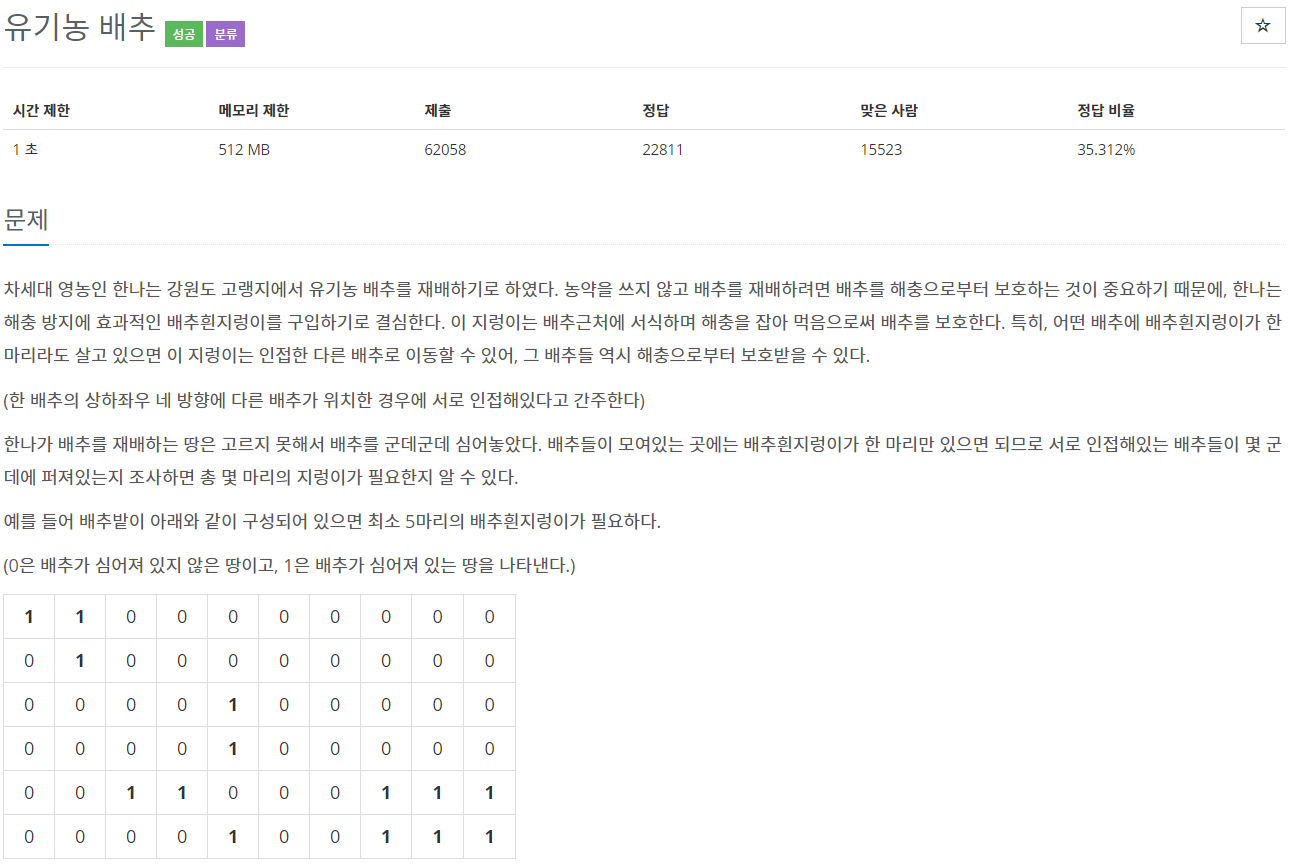 유기농 배추 성공 분류
☆
시간 제한 메모리 제한 제출 정답 맞은 사람 정답 비율
1 초 512 MB 62058 22811 15523 35.312%
문제
차세대 영농인 한나는 강원도 고랭지에서 유기농 배추를 재배하기로 하였다. 농약을 쓰지 않고 배추를 재배하려면 배추를 해충으로부터 보호하는 것이 중요하기 때문에, 한나는
해충 방지에 효과적인 배추흰지렁이를 구입하기로 결심한다. 이 지렁이는 배추근처에 서식하며 해충을 잡아 먹음으로써 배추를 보호한다. 특히, 어떤 배추에 배추흰지렁이가 한
마리라도 살고 있으면 이 지렁이는 인접한 다른 배추로 이동할 수 있어, 그 배추들 역시 해충으로부터 보호받을 수 있다.
(한 배추의 상하좌우 네 방향에 다른 배추가 위치한 경우에 서로 인접해있다고 간주한다)
한나가 배추를 재배하는 땅은 고르지 못해서 배추를 군데군데 심어놓았다. 배추들이 모여있는 곳에는 배추흰지렁이가 한 마리만 있으면 되므로 서로 인접해있는 배추들이 몇 군
데에 퍼져있는지 조사하면 총 몇 마리의 지렁이가 필요한지 알 수 있다.
예를 들어 배추밭이 아래와 같이 구성되어 있으면 최소 5마리의 배추흰지렁이가 필요하다.
(0은 배추가 심어져 있지 않은 땅이고, 1은 배추가 심어져 있는 땅을 나타낸다.)
1 1 0 0 0 0 0 0 0 0
0 1 0 0 0 0 0 0 0 0
0 0 0 0 1 0 0 0 0 0
0 0 0 0 1 0 0 0 0 0
0 0 1 1 0 0 0 1 1 1
0 0 0 0 1 0 0 1 1 1